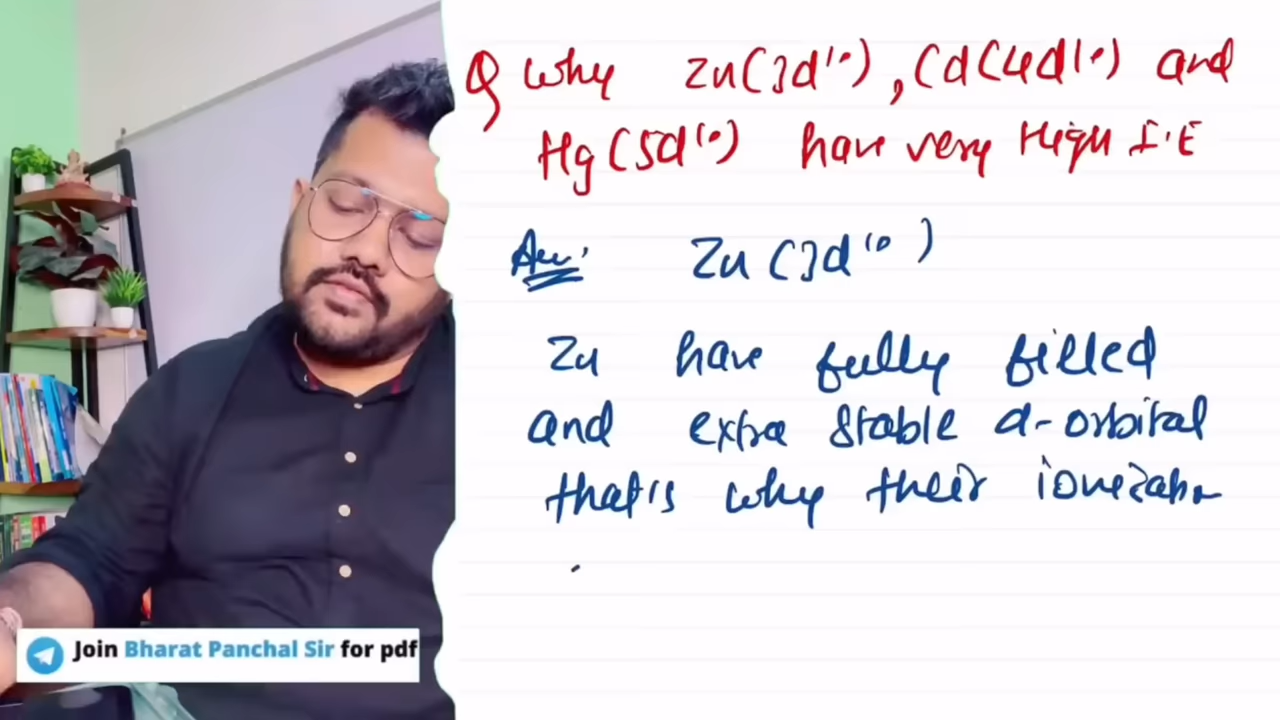 Q Why Zn(3d¹⁰), Cd(4d¹⁰) and
Hg(5d¹⁰) have very High I.E
Ans:
Zn (3d¹⁰)
Zn have fully filled
and extra stable d-orbital
that's why their ionization
Join Bharat Panchal Sir for pdf